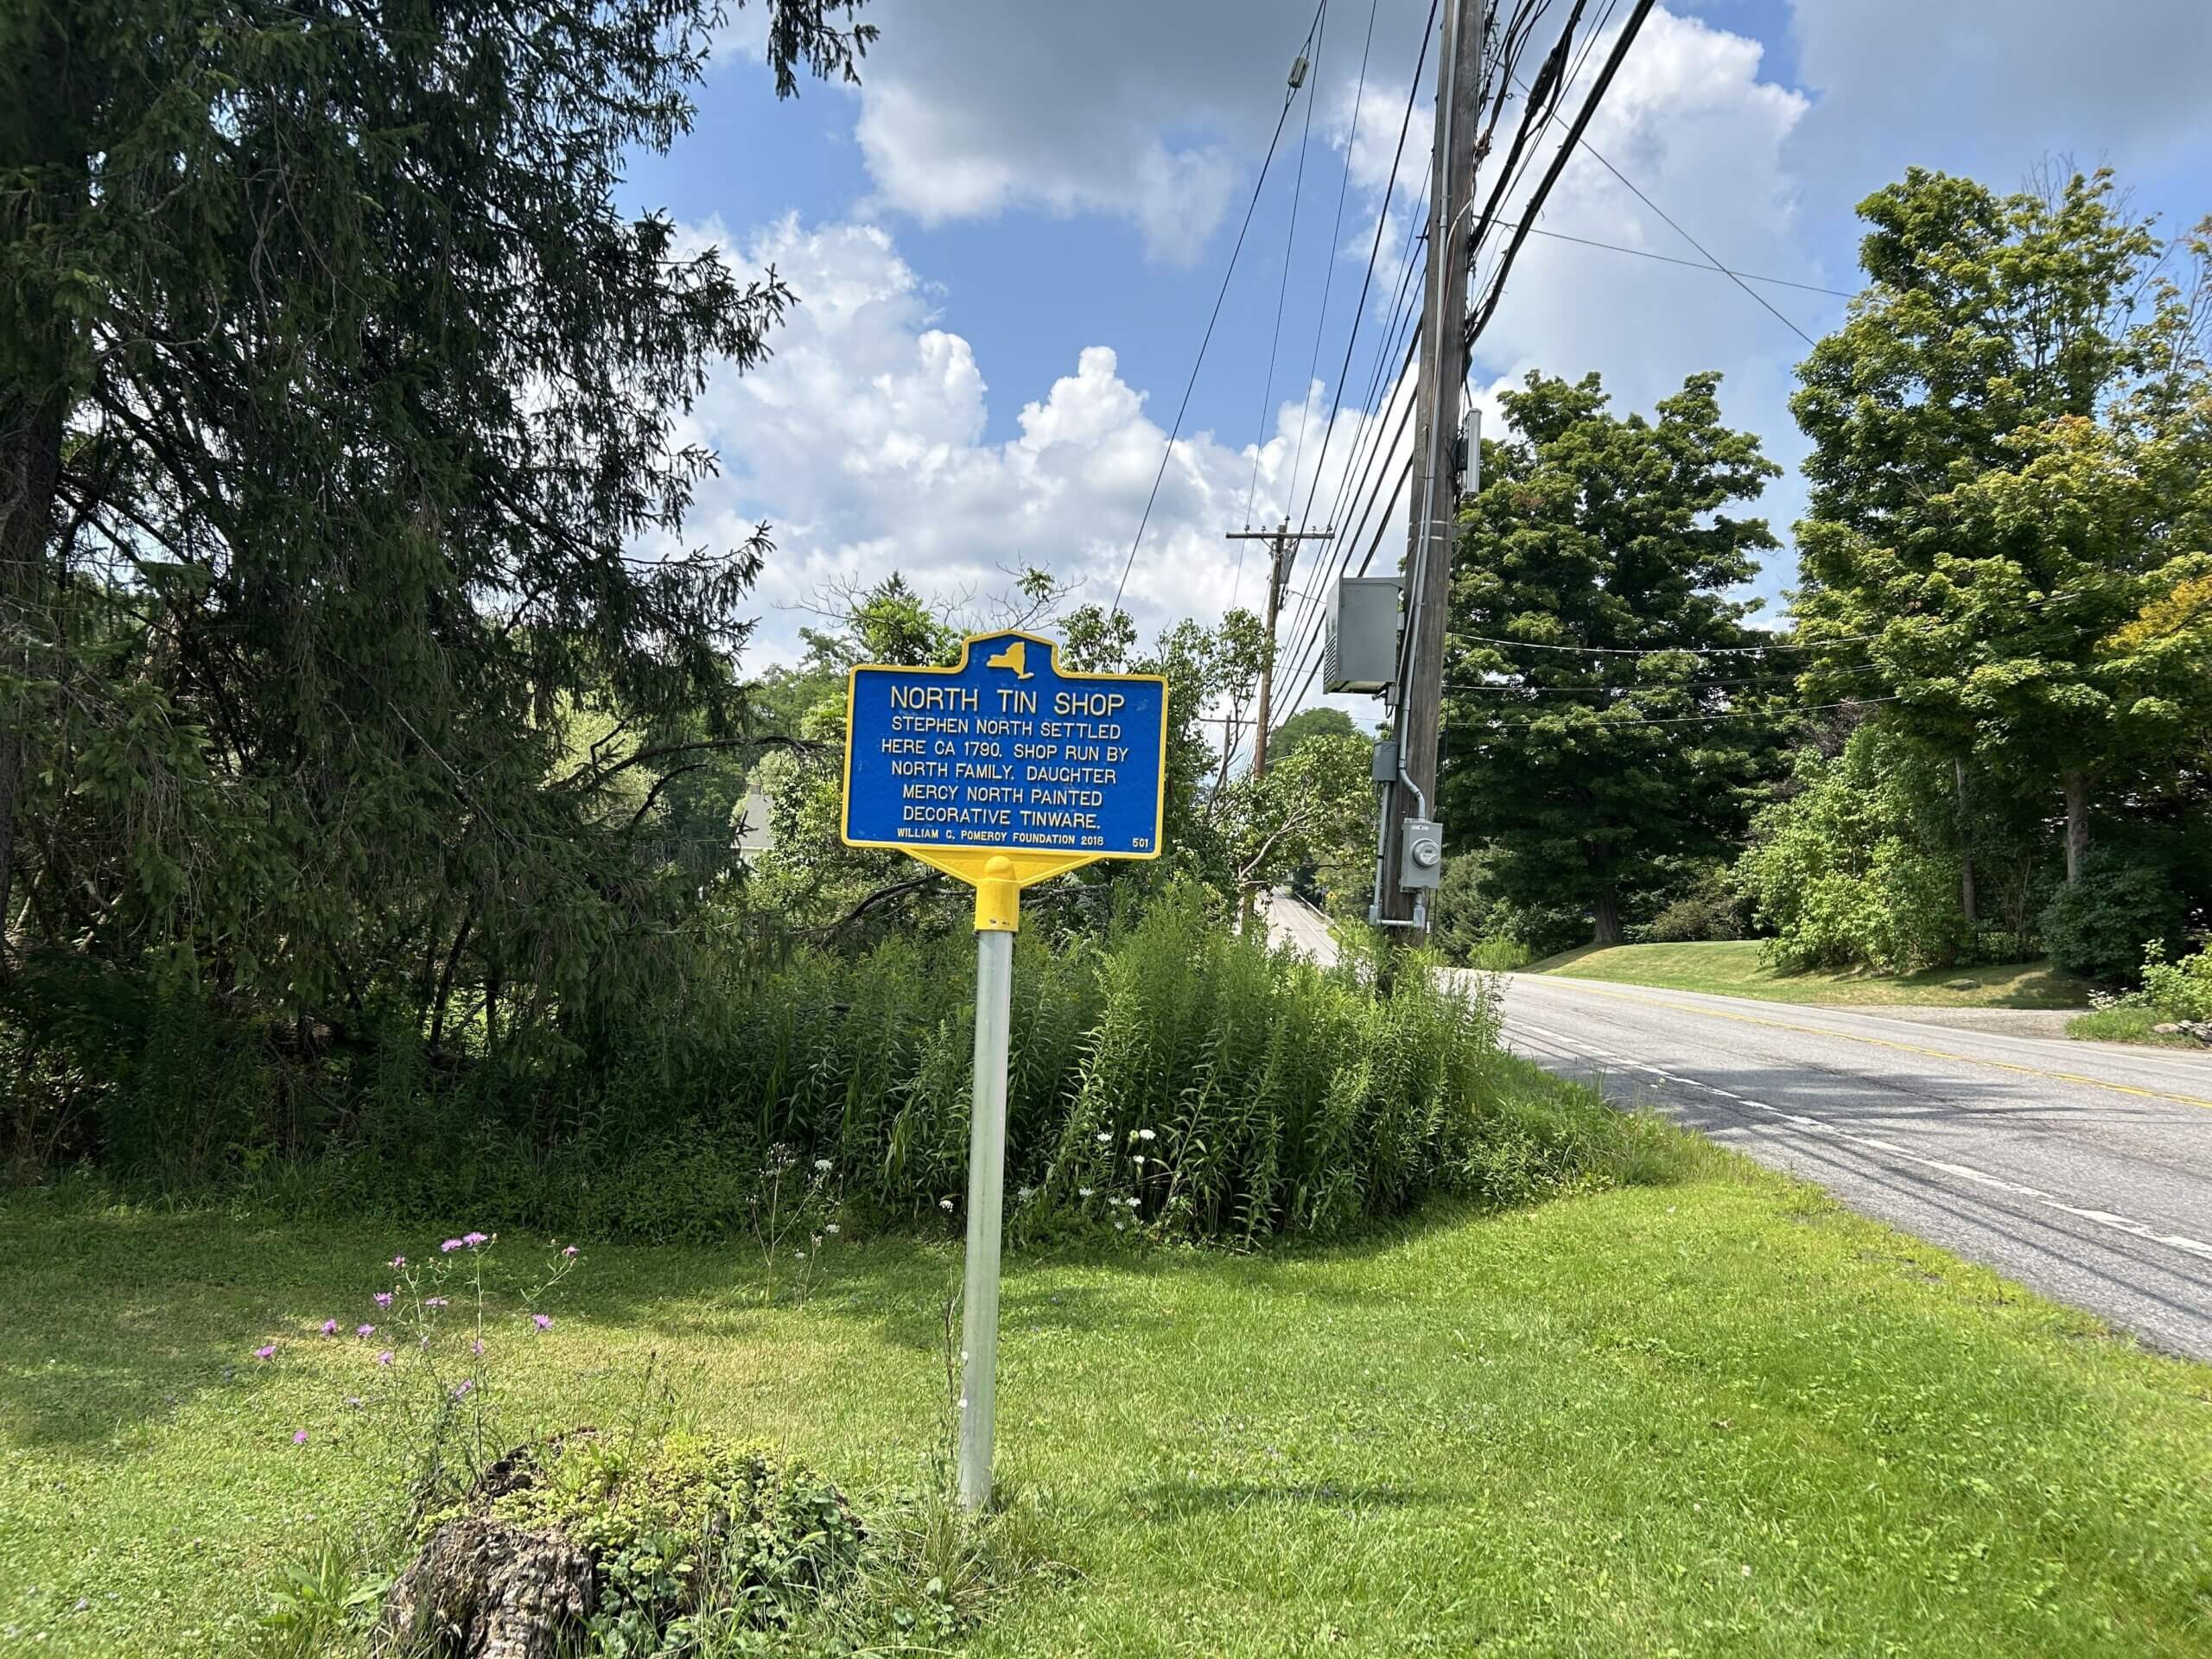 NORTH TIN SHOP
STEPHEN NORTH SETTLED
HERE CA 1790. SHOP RUN BY
NORTH FAMILY. DAUGHTER
MERCY NORTH PAINTED
DECORATIVE TINWARE.
WILLIAM G. POMEROY FOUNDATION 2018 501